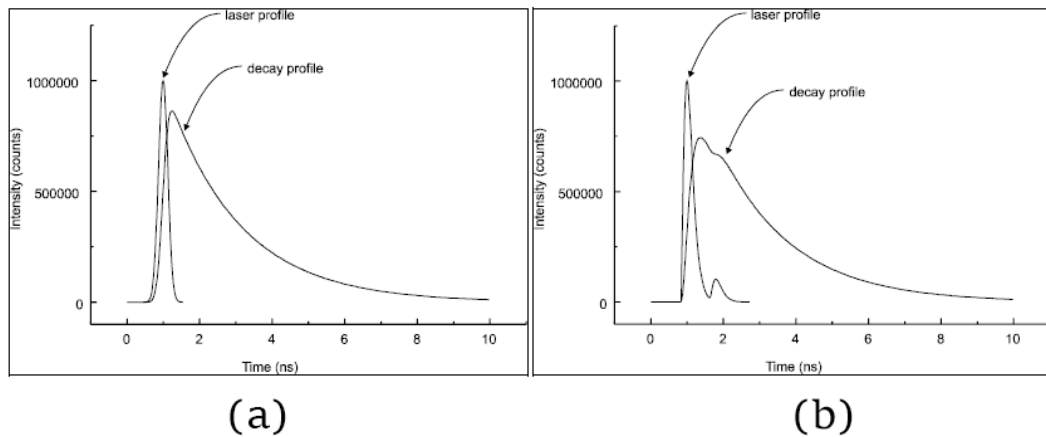 laser profile
decay profile
1000000
500000
0
Intensity (counts)
0 2 4 6 8 10
Time (ns)
(a)
laser profile
decay profile
1000000
500000
0
Intensity (counts)
0 2 4 6 8 10
Time (ns)
(b)